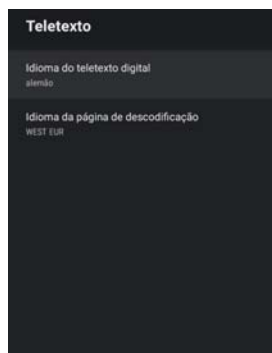 Teletexto
Idioma do teletexto digital
alemão
Idioma da página de descodificação
WEST EUR